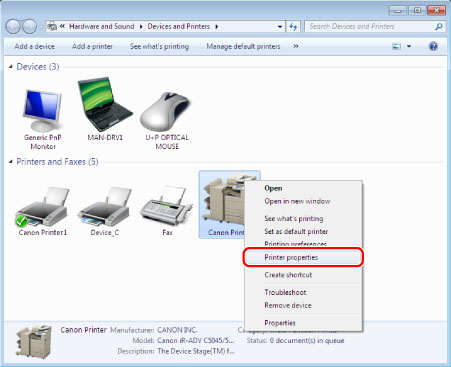 Hardware and Sound ▸ Devices and Printers ▸
Search Devices and Printers
Add a device Add a printer See what's printing Manage default printers »
Devices (3)
Generic PnP Monitor
MAN-DRV1
U+P OPTICAL MOUSE
Printers and Faxes (5)
Canon Printer1
Device_C
Fax
Canon Print
Open
Open in new window
See what's printing
Set as default printer
Printing preferences
Printer properties
Create shortcut
Troubleshoot
Remove device
Properties
Canon Printer Manufacturer: CANON INC.
Model: Canon iR-ADV C5045/5...
Status: 0 document(s) in queue
Description: The Device Stage(TM) f...